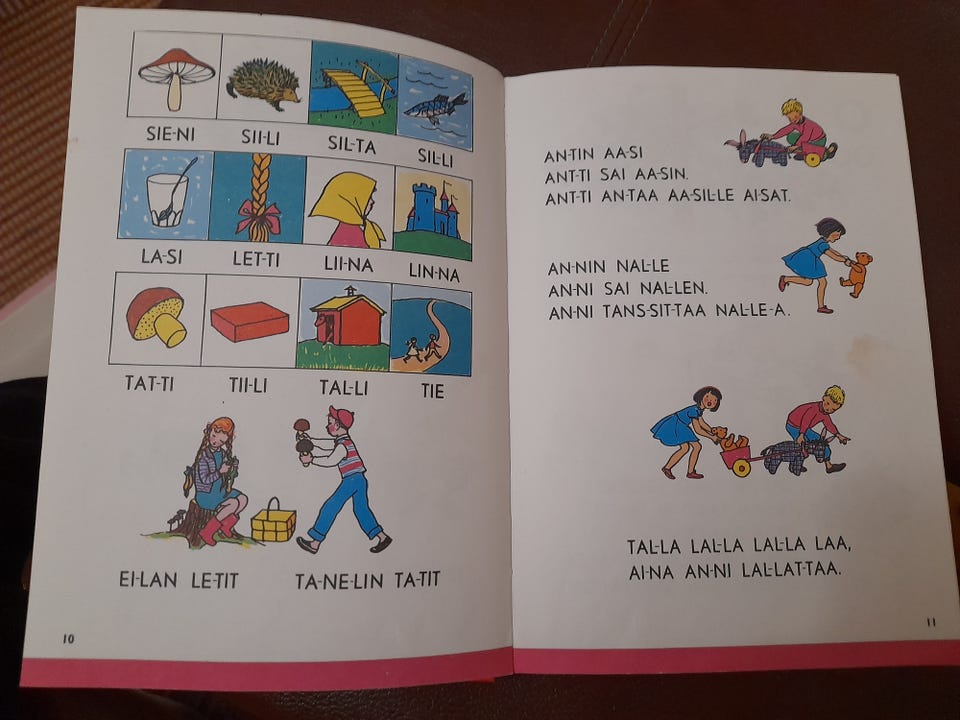 SIE-NI SII-LI SIL-TA SIL-LI
LA-SI LET-TI LII-NA LIN-NA
TAT-TI TII-LI TAL-LI TIE
EI-LAN LE-TIT TA-NE-LIN TA-TIT
10
AN-TIN AA-SI
ANT-TI SAI AA-SIN.
ANT-TI AN-TAA AA-SIL-LE AI-SAT.
AN-NIN NAL-LE
AN-NI SAI NAL-LEN.
AN-NI TANS-SIT-TAA NAL-LE-A.
TAL-LA LAL-LA LAL-LA LAA,
AI-NA AN-NI LAL-LAT-TAA.
11